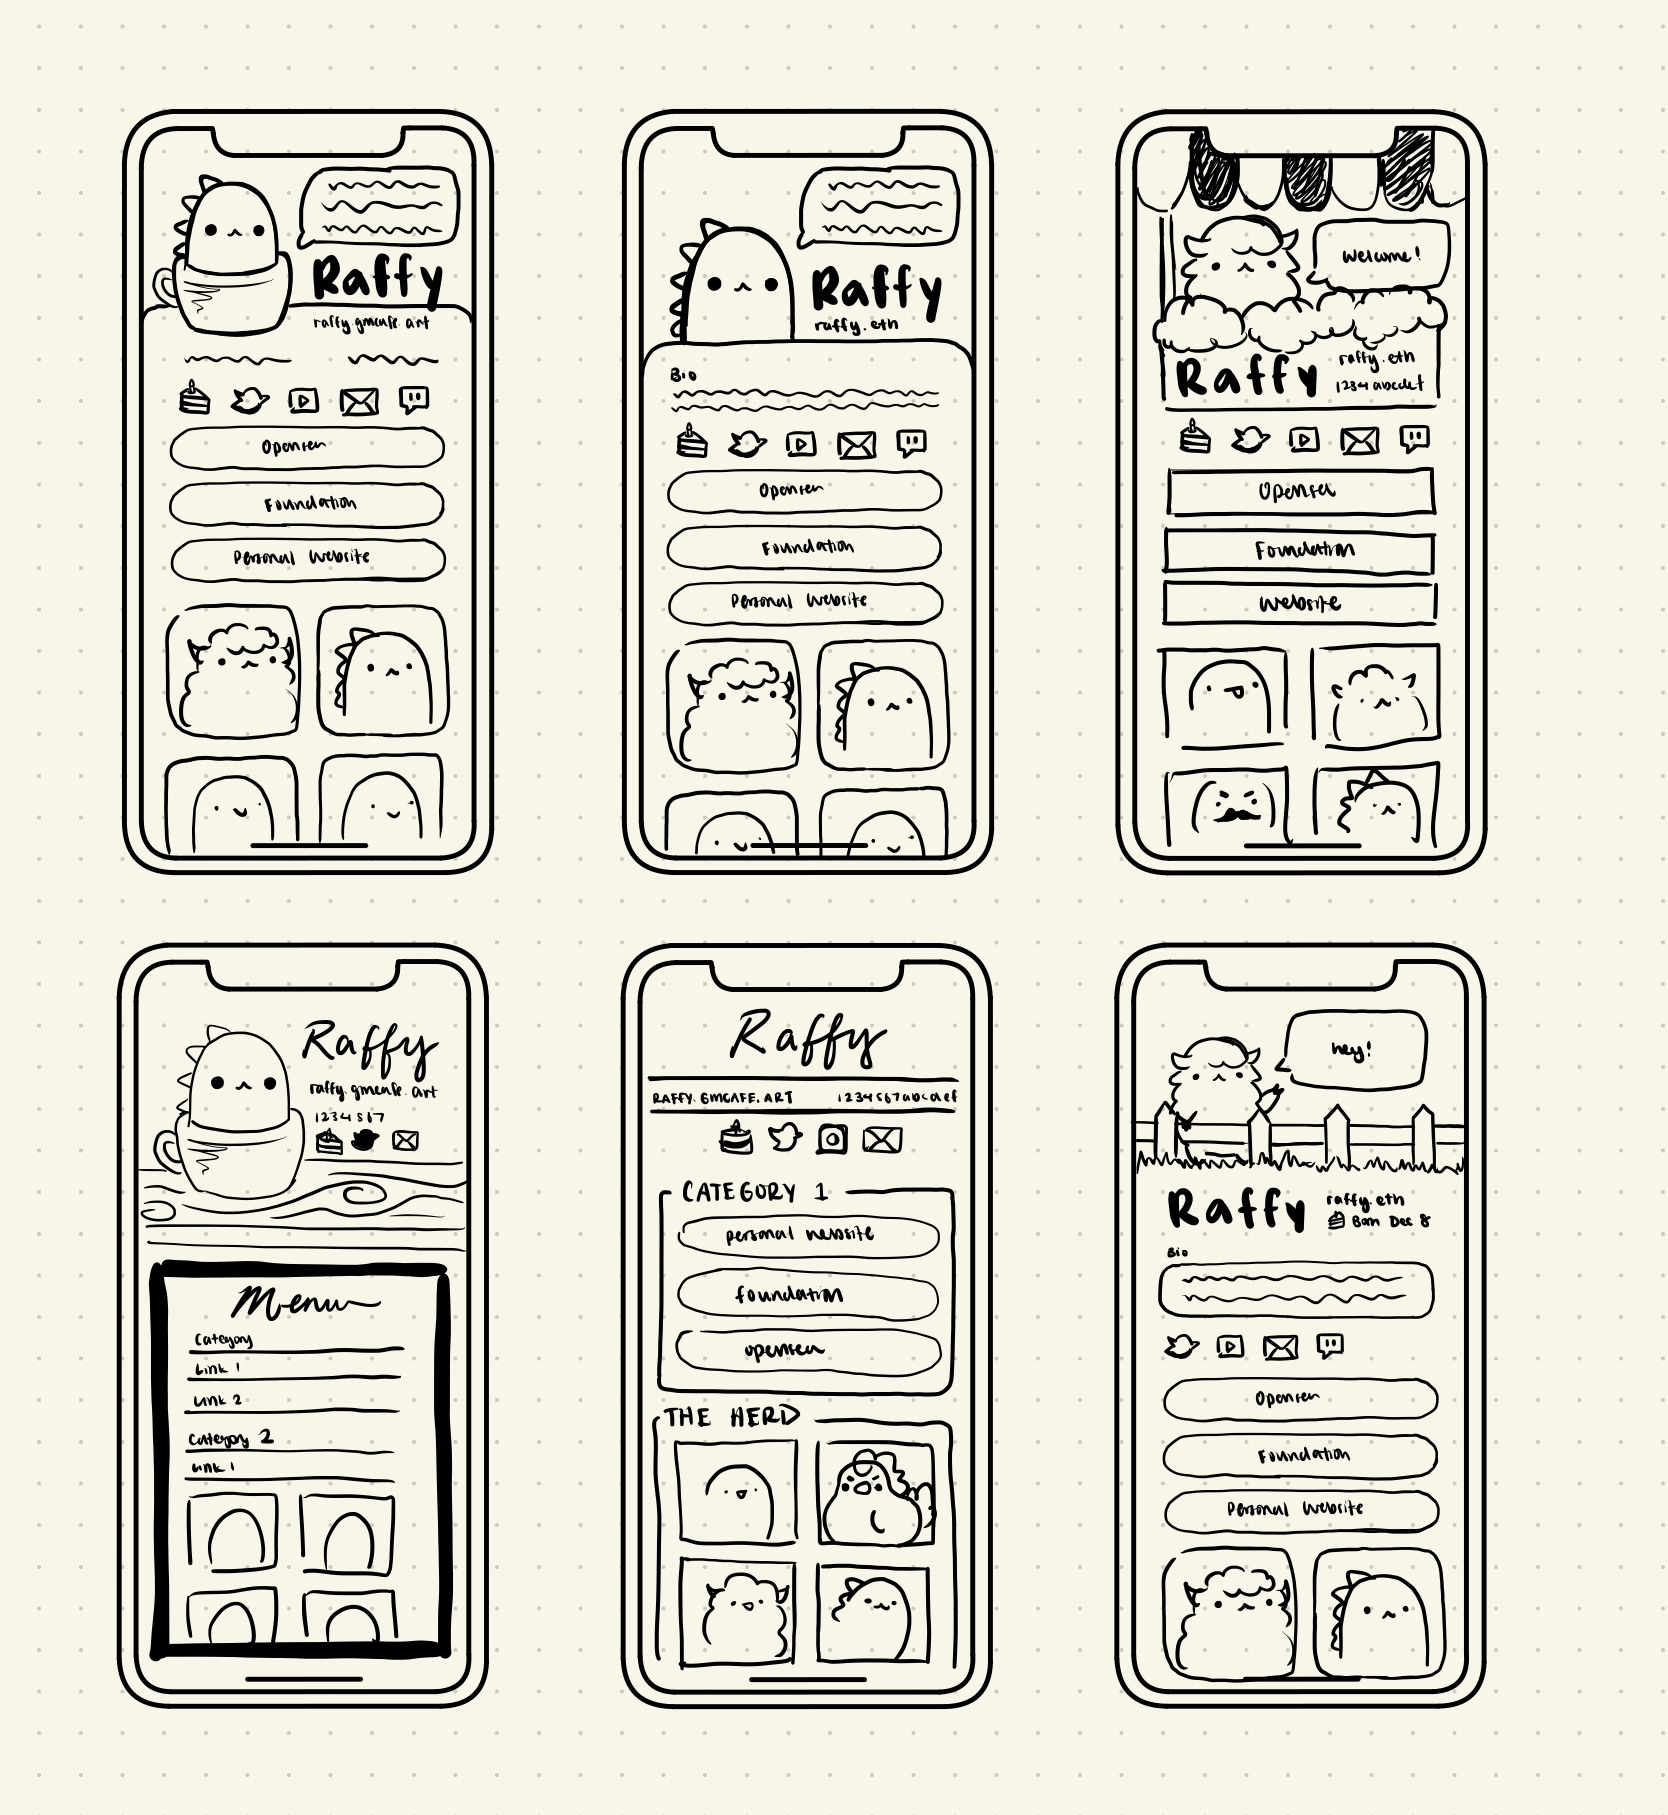 Raffy
raffy.gmcafe.art
Opensea
Foundation
Personal Website
Raffy
raffy.eth
Bio
Opensea
Foundation
Personal Website
Welcome!
Raffy
raffy.eth
1234abcdef
Opensea
Foundation
Website
Raffy
raffy.gmcafe.art
1234567
Menu
Category
Link 1
Link 2
Category 2
Link 1
Raffy
RAFFY.GMCAFE.ART 1234567abcdef
CATEGORY 1
personal website
foundation
opensea
THE HERD
hey!
Raffy
raffy.eth
Born Dec 8
Bio
Opensea
Foundation
Personal Website